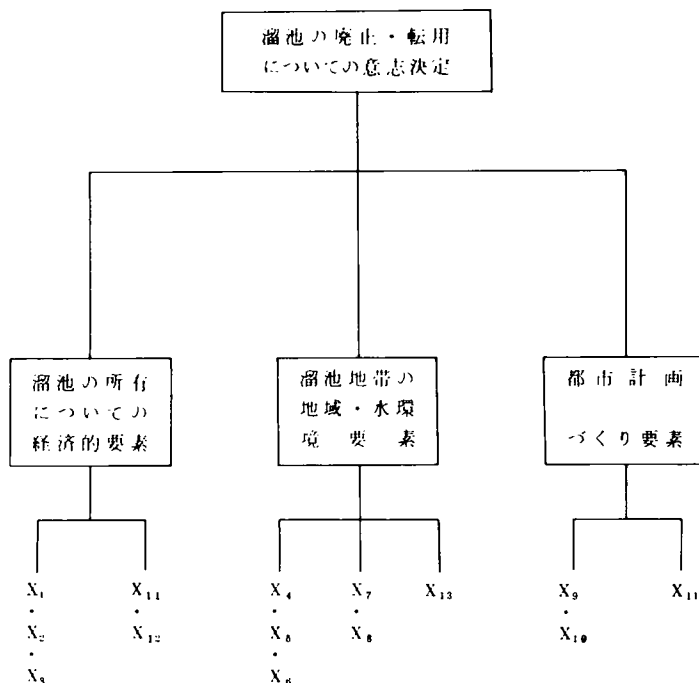 溜池の廃止・転用
についての意志決定
溜池の所有
についての
経済的要素
溜池地帯の
地域・水環
境要素
都市計画
づくり要素
X₁
・
X₂
・
X₃
X₁₁
・
X₁₂
X₄
・
X₅
・
X₆
X₇
・
X₈
X₁₃
X₉
・
X₁₀
X₁₁